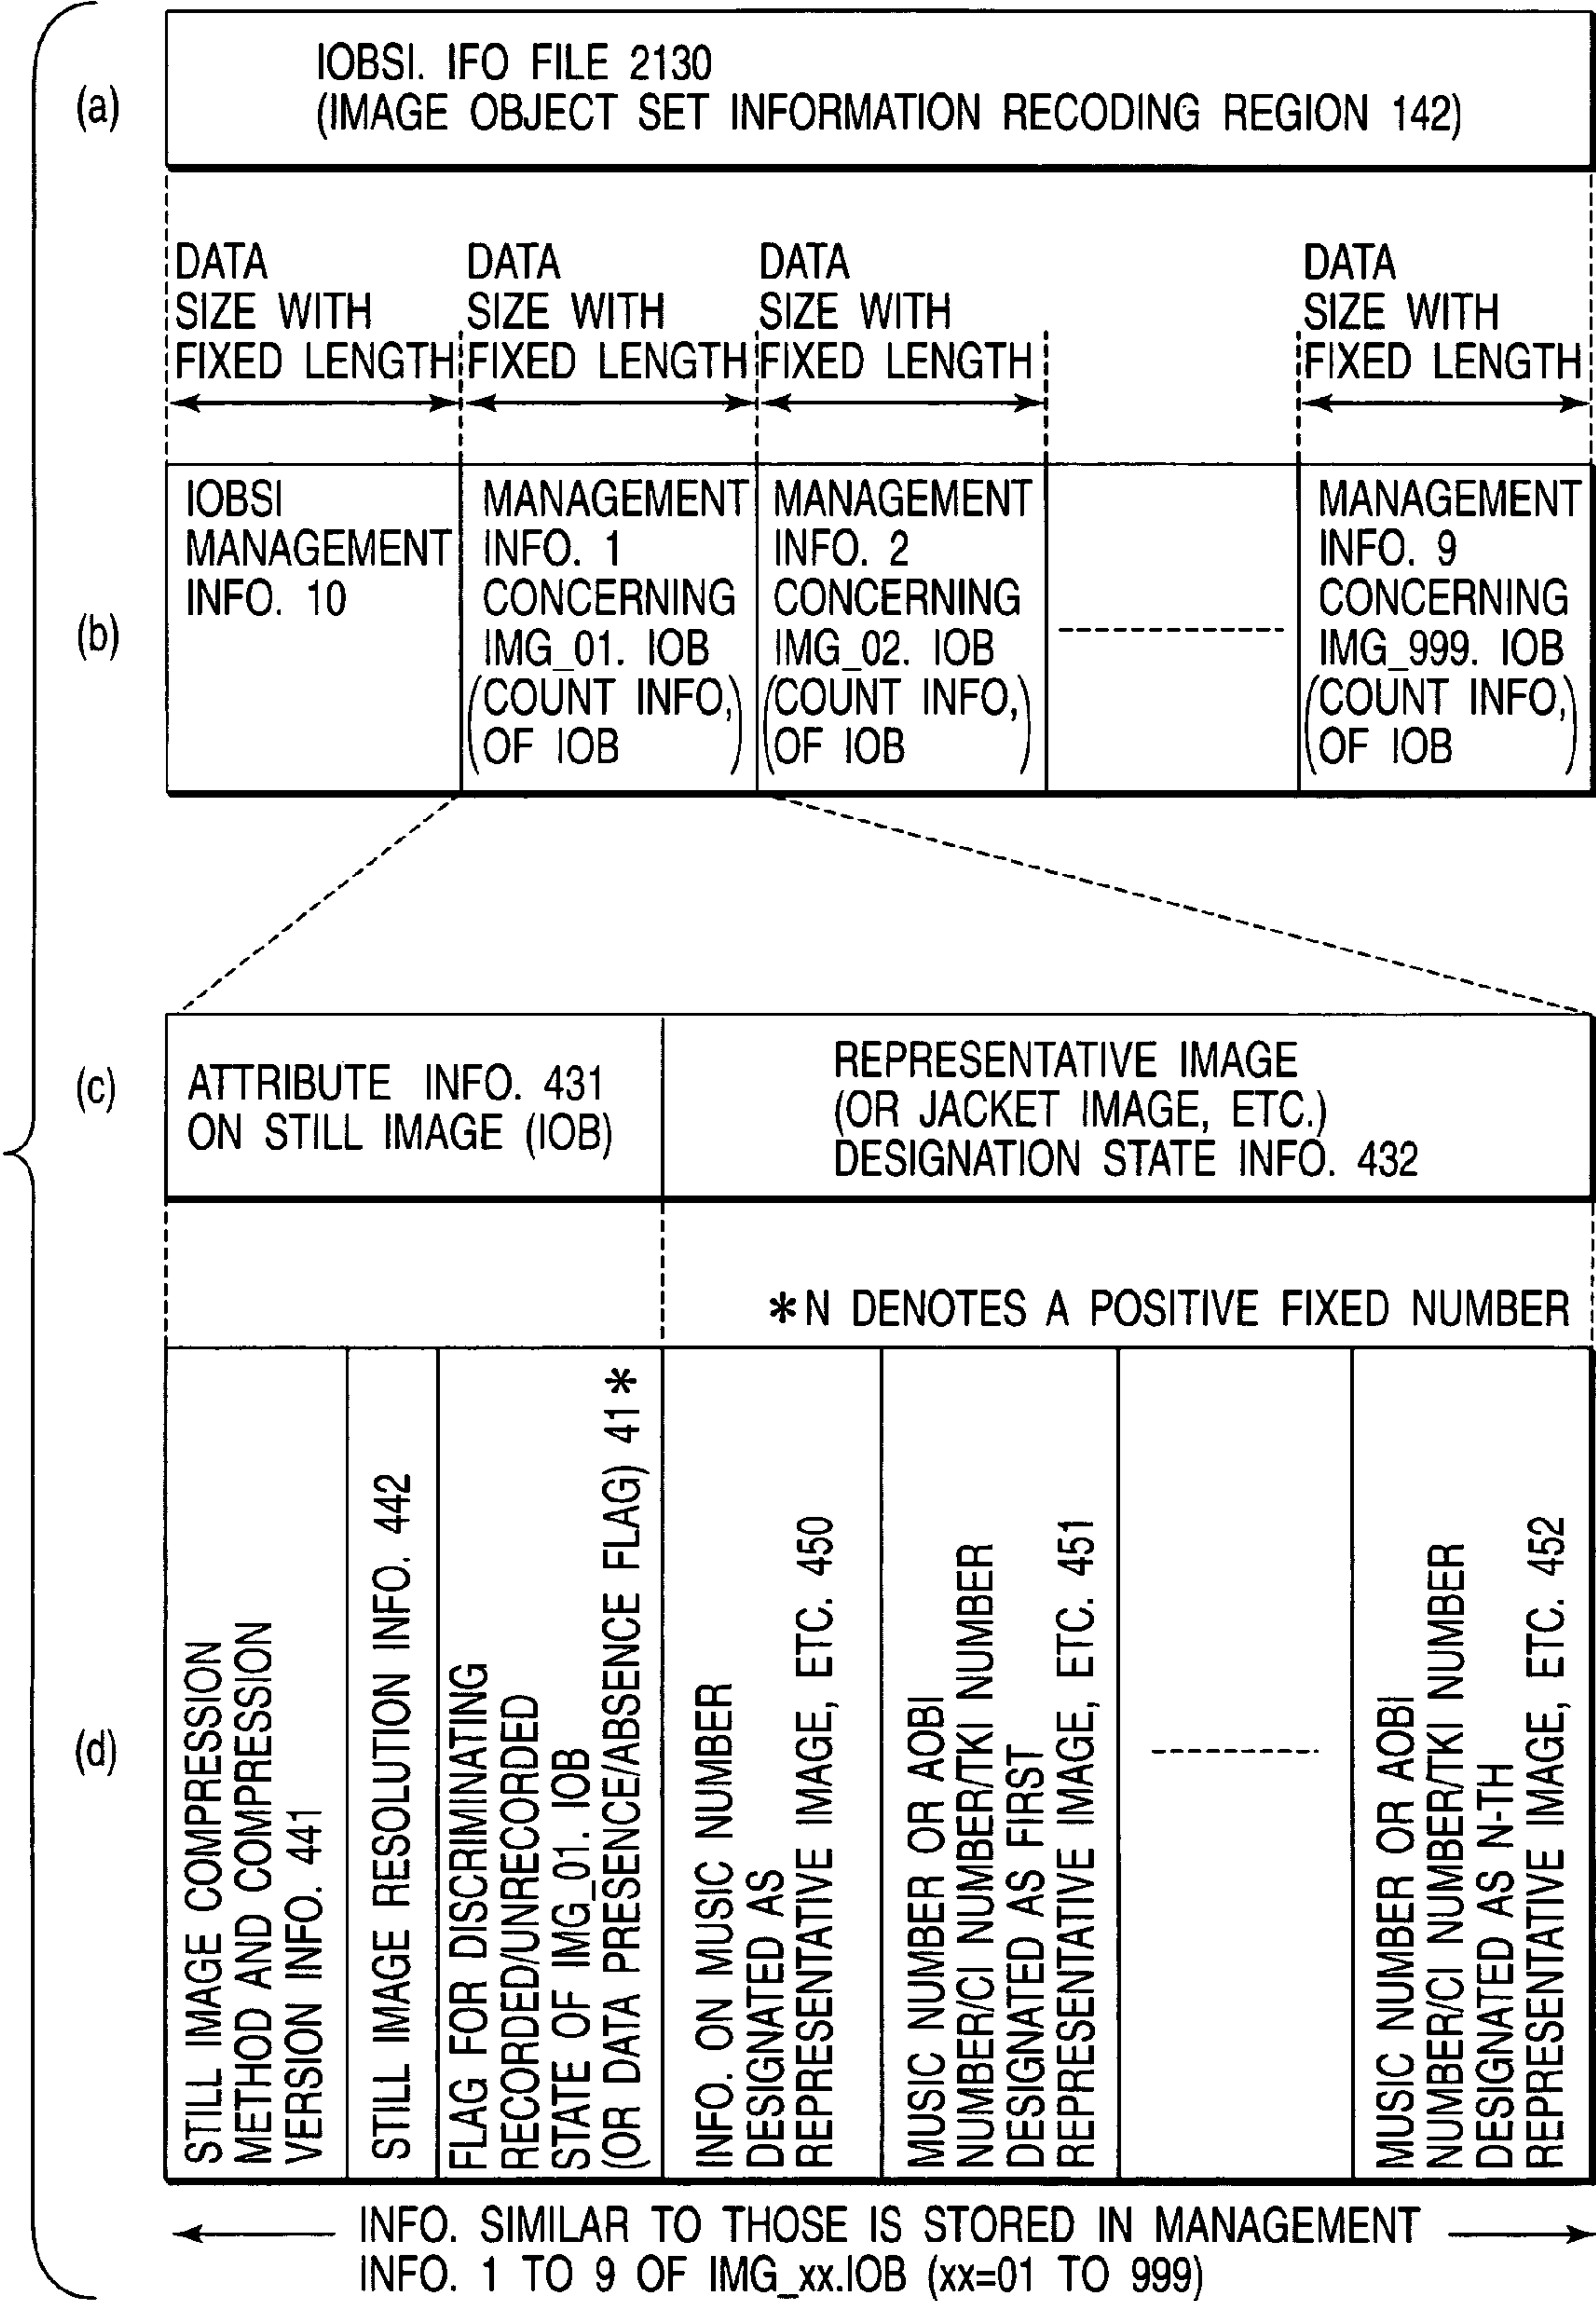 (a)
IOBSI. IFO FILE 2130
(IMAGE OBJECT SET INFORMATION RECODING REGION 142)
DATA
SIZE WITH
FIXED LENGTH
DATA
SIZE WITH
FIXED LENGTH
DATA
SIZE WITH
FIXED LENGTH
DATA
SIZE WITH
FIXED LENGTH
(b)
IOBSI
MANAGEMENT
INFO. 10
MANAGEMENT
INFO. 1
CONCERNING
IMG_01. IOB
(COUNT INFO,
OF IOB)
MANAGEMENT
INFO. 2
CONCERNING
IMG_02. IOB
(COUNT INFO,
OF IOB)
MANAGEMENT
INFO. 9
CONCERNING
IMG_999. IOB
(COUNT INFO,
OF IOB)
(c)
ATTRIBUTE INFO. 431
ON STILL IMAGE (IOB)
REPRESENTATIVE IMAGE
(OR JACKET IMAGE, ETC.)
DESIGNATION STATE INFO. 432
*N DENOTES A POSITIVE FIXED NUMBER
(d)
STILL IMAGE COMPRESSION
METHOD AND COMPRESSION
VERSION INFO. 441
STILL IMAGE RESOLUTION INFO. 442
FLAG FOR DISCRIMINATING
RECORDED/UNRECORDED
STATE OF IMG_01. IOB
(OR DATA PRESENCE/ABSENCE FLAG) 41*
INFO. ON MUSIC NUMBER
DESIGNATED AS
REPRESENTATIVE IMAGE, ETC. 450
MUSIC NUMBER OR AOBI
NUMBER/CI NUMBER/TKI NUMBER
DESIGNATED AS FIRST
REPRESENTATIVE IMAGE, ETC. 451
MUSIC NUMBER OR AOBI
NUMBER/CI NUMBER/TKI NUMBER
DESIGNATED AS N-TH
REPRESENTATIVE IMAGE, ETC. 452
INFO. SIMILAR TO THOSE IS STORED IN MANAGEMENT
INFO. 1 TO 9 OF IMG_xx.IOB (xx=01 TO 999)